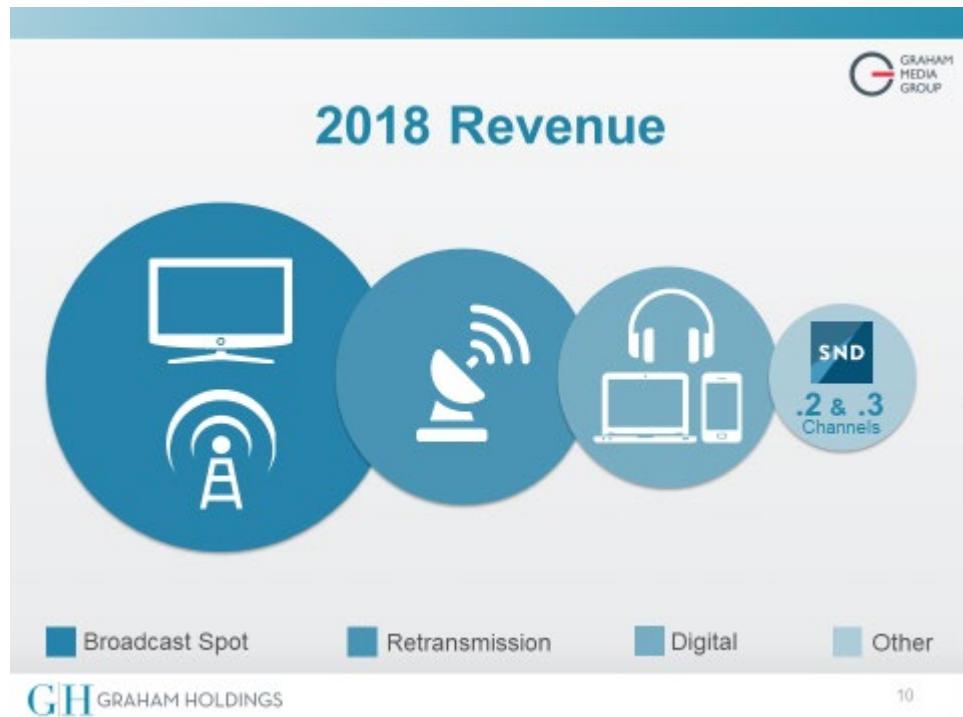 GRAHAM
MEDIA
GROUP
2018 Revenue
SND
.2 & .3
Channels
Broadcast Spot
Retransmission
Digital
Other
GH GRAHAM HOLDINGS
10